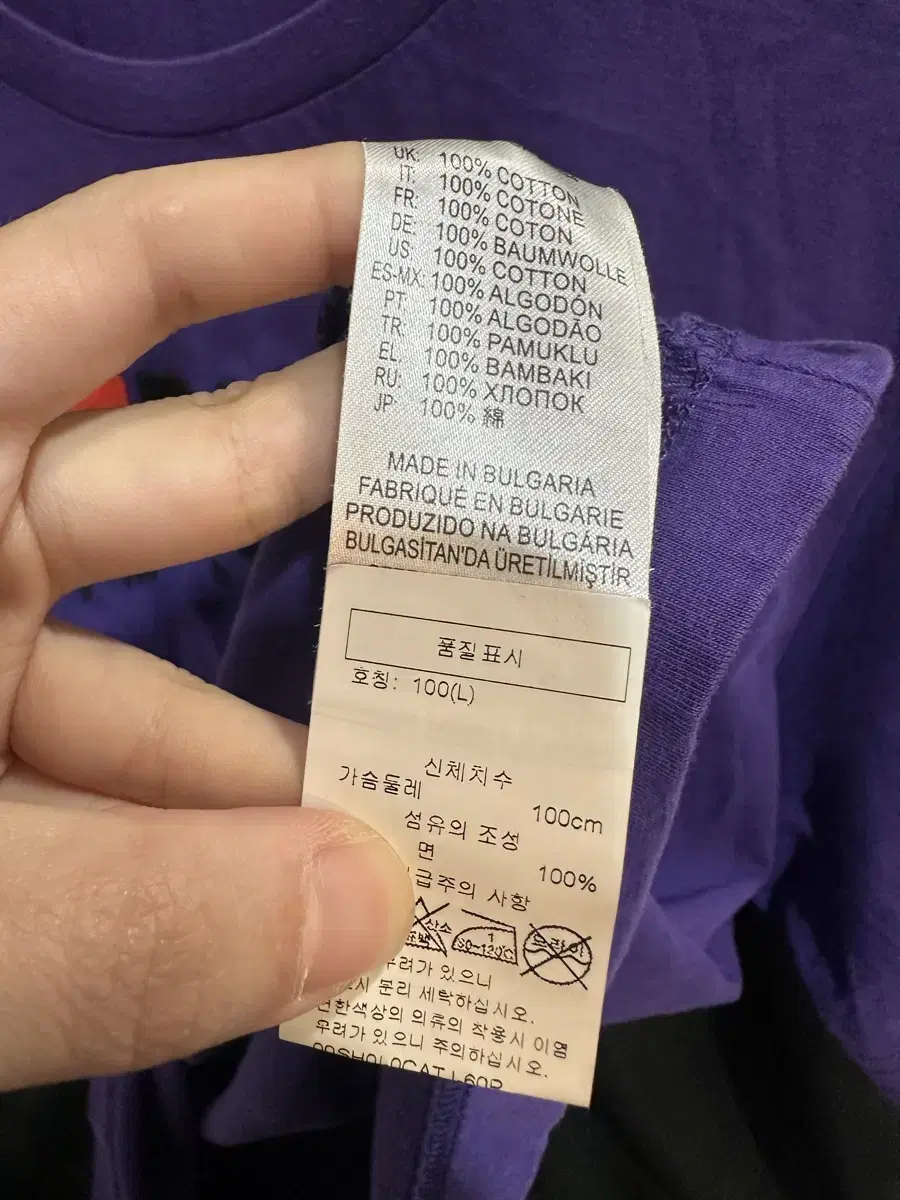 UK: 100% COTTON
IT: 100% COTONE
FR: 100% COTON
DE: 100% BAUMWOLLE
US: 100% COTTON
ES-MX: 100% ALGODÓN
PT: 100% ALGODÃO
TR: 100% PAMUKLU
EL: 100% BAMBAKI
RU: 100% ХЛОПОК
JP: 100% 綿
MADE IN BULGARIA
FABRIQUÉ EN BULGARIE
PRODUZIDO NA BULGÁRIA
BULGASİTAN'DA ÜRETİLMİŞTİR
품질표시
호칭: 100(L)
신체치수
가슴둘레 100cm
섬유의 조성
면 100%
급주의 사항
산소
드라이
우려가 있으니
분리 세탁하십시오.
연한색상의 의류의 착용시 이염
우려가 있으니 주의하십시오.